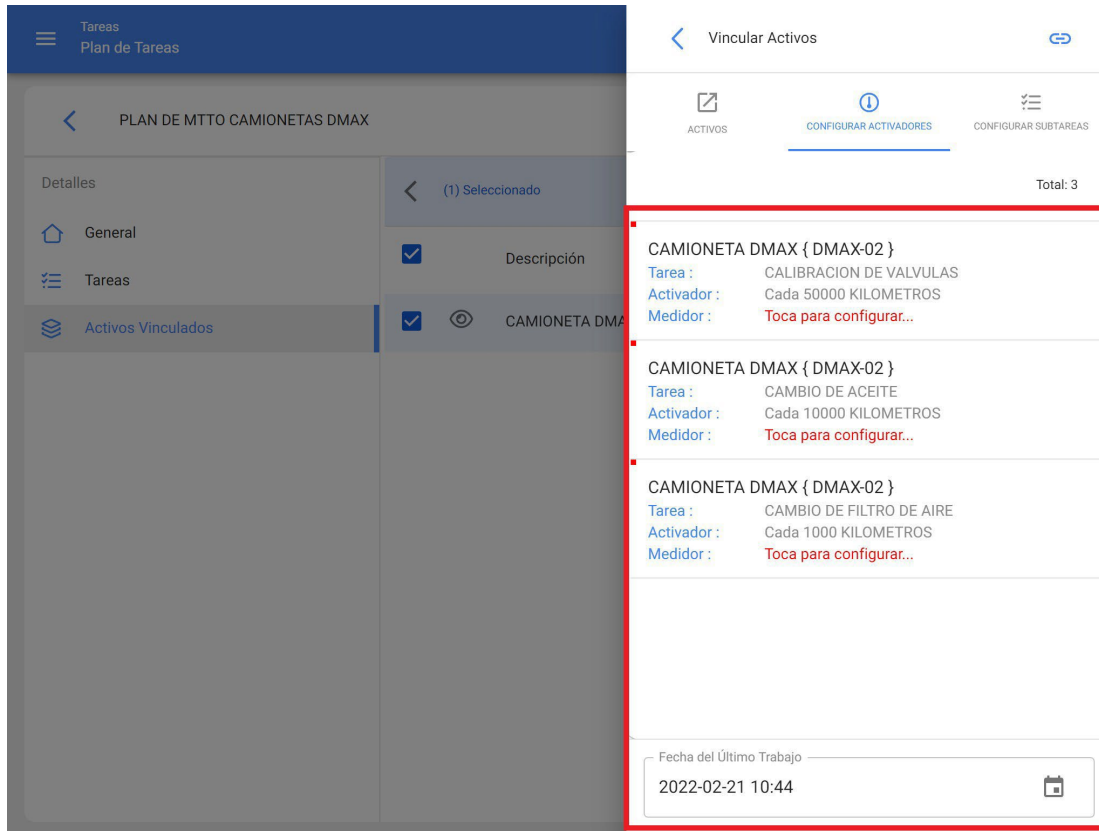 Tareas
Plan de Tareas
PLAN DE MTTO CAMIONETAS DMAX
Detalles
General
Tareas
Activos Vinculados
(1) Seleccionado
Descripción
CAMIONETA DMA
Vincular Activos
ACTIVOS
CONFIGURAR ACTIVADORES
CONFIGURAR SUBTAREAS
Total: 3
CAMIONETA DMAX { DMAX-02 }
Tarea : CALIBRACION DE VALVULAS
Activador : Cada 50000 KILOMETROS
Medidor : Toca para configurar...
CAMIONETA DMAX { DMAX-02 }
Tarea : CAMBIO DE ACEITE
Activador : Cada 10000 KILOMETROS
Medidor : Toca para configurar...
CAMIONETA DMAX { DMAX-02 }
Tarea : CAMBIO DE FILTRO DE AIRE
Activador : Cada 1000 KILOMETROS
Medidor : Toca para configurar...
Fecha del Último Trabajo
2022-02-21 10:44